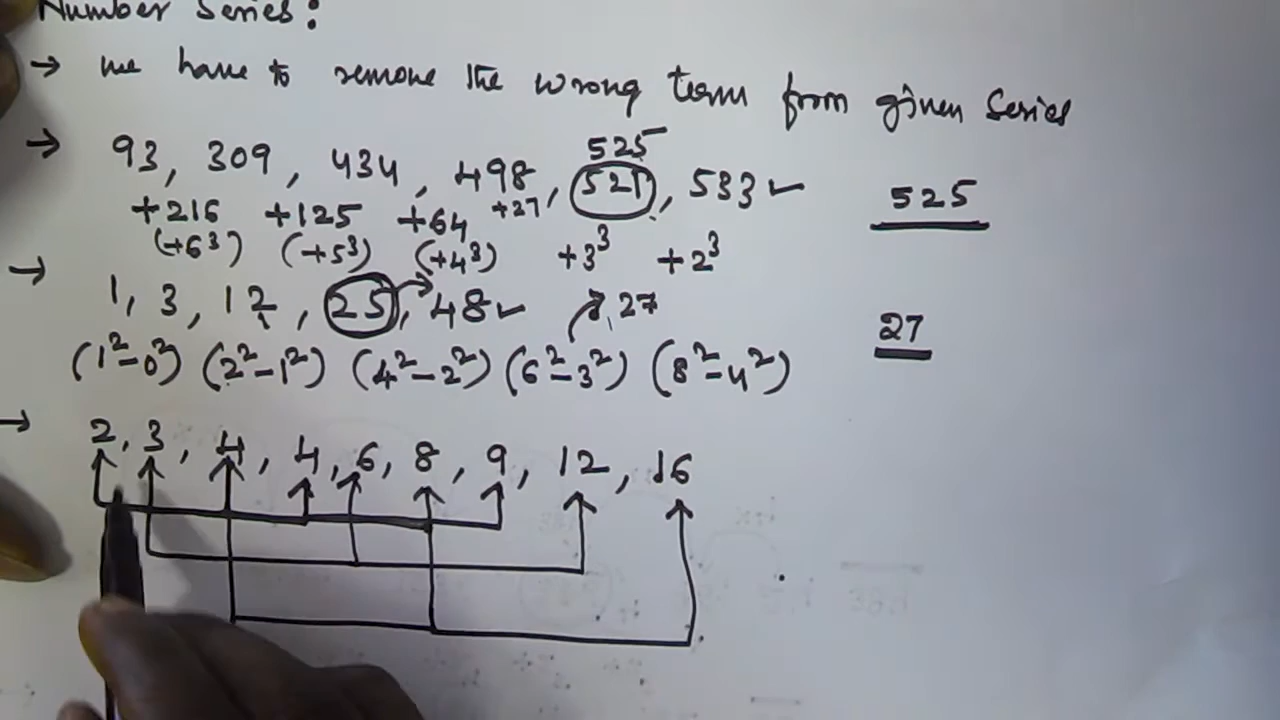 Number Series:
→ we have to remove the wrong term from given Series
525
→ 93, 309, 434, 498, 521, 533 ✓ 525
+216 +125 +64 +27
(+6³) (+5³) (+4³) +3³ +2³
→ 1, 3, 12, 25, 48 ✓ 27 27
(1²-0²) (2²-1²) (4²-2²) (6²-3²) (8²-4²)
→ 2, 3, 4, 4, 6, 8, 9, 12, 16